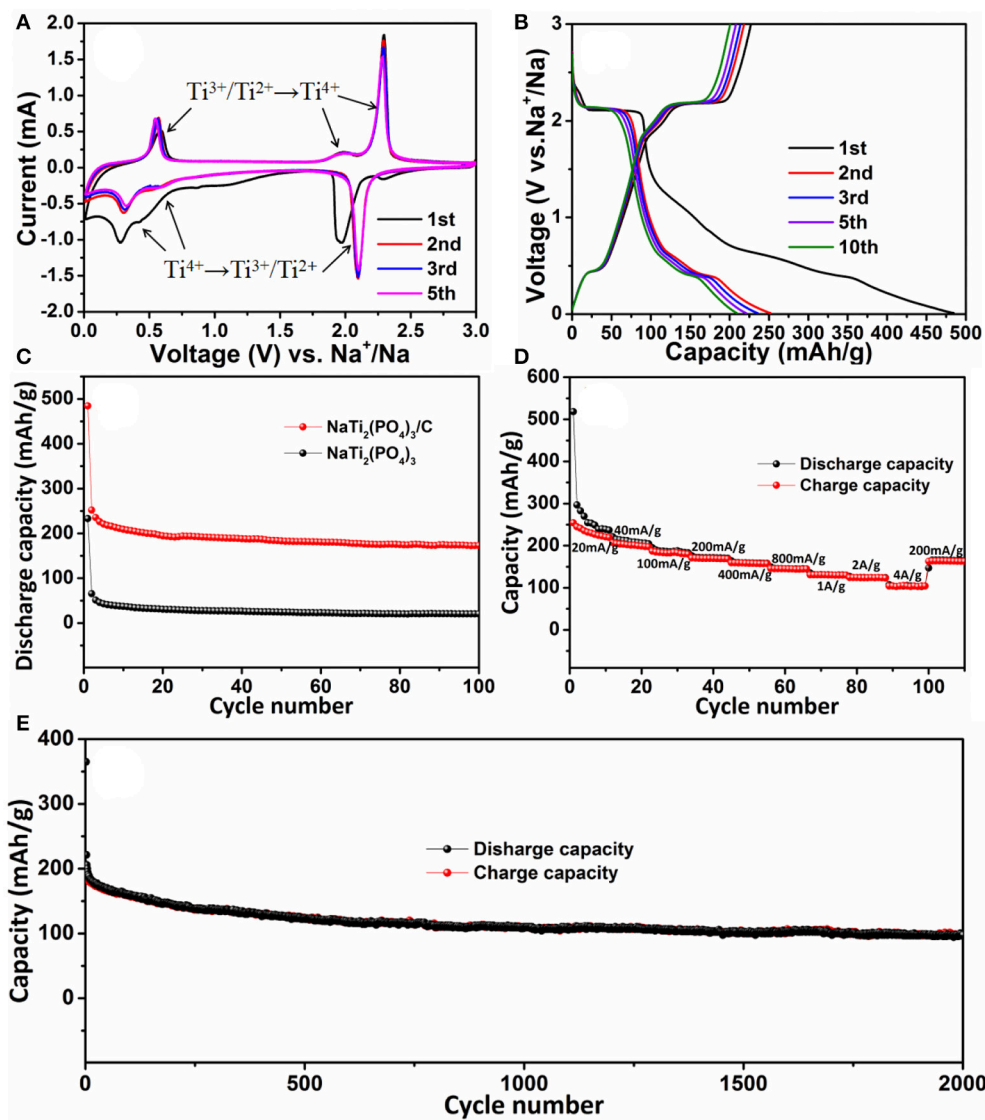 A
2.0
1.5
1.0
0.5
0.0
-0.5
-1.0
-1.5
-2.0
Current (mA)
Ti³⁺/Ti²⁺→Ti⁴⁺
Ti⁴⁺→Ti³⁺/Ti²⁺
1st
2nd
3rd
5th
0.0 0.5 1.0 1.5 2.0 2.5 3.0
Voltage (V) vs. Na⁺/Na
B
3
2
1
0
Voltage (V vs.Na⁺/Na)
1st
2nd
3rd
5th
10th
0 50 100 150 200 250 300 350 400 450 500
Capacity (mAh/g)
C
500
400
300
200
100
0
Discharge capacity (mAh/g)
NaTi₂(PO₄)₃/C
NaTi₂(PO₄)₃
0 20 40 60 80 100
Cycle number
D
600
500
400
300
200
100
0
Capacity (mAh/g)
Discharge capacity
Charge capacity
20mA/g
40mA/g
100mA/g
200mA/g
400mA/g
800mA/g
1A/g
2A/g
4A/g
200mA/g
0 20 40 60 80 100
Cycle number
E
400
300
200
100
0
Capacity (mAh/g)
Disharge capacity
Charge capacity
0 500 1000 1500 2000
Cycle number